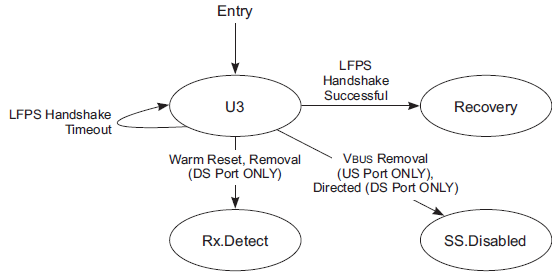 Entry
LFPS
Handshake
Successful
U3
Recovery
LFPS Handshake
Timeout
Warm Reset, Removal
(DS Port ONLY)
VBUS Removal
(US Port ONLY),
Directed (DS Port ONLY)
Rx.Detect
SS.Disabled